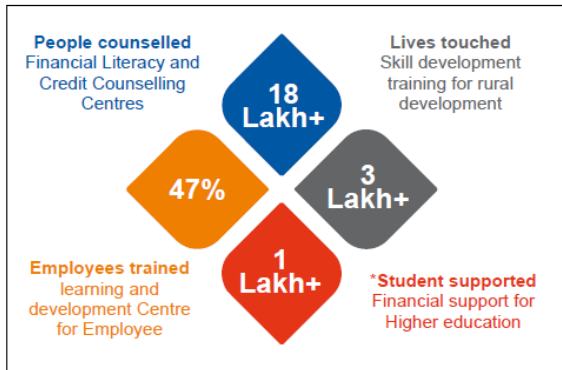 People counselled
Financial Literacy and
Credit Counselling
Centres
18
Lakh+
Lives touched
Skill development
training for rural
development
47%
3
Lakh+
Employees trained
learning and
development Centre
for Employee
1
Lakh+
*Student supported
Financial support for
Higher education